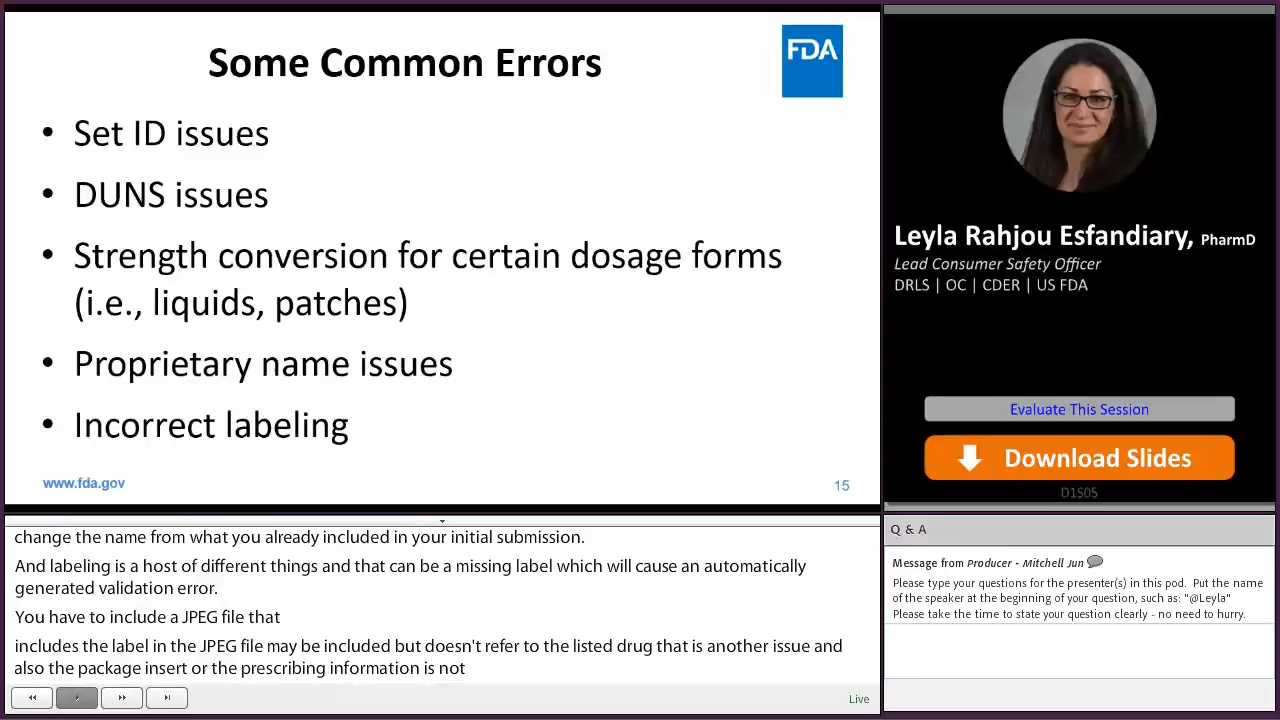 Some Common Errors
FDA
• Set ID issues
• DUNS issues
• Strength conversion for certain dosage forms
(i.e., liquids, patches)
• Proprietary name issues
• Incorrect labeling
www.fda.gov
15
Leyla Rahjou Esfandiary, PharmD
Lead Consumer Safety Officer
DRLS | OC | CDER | US FDA
Evaluate This Session
Download Slides
D1S05
change the name from what you already included in your initial submission.
And labeling is a host of different things and that can be a missing label which will cause an automatically
generated validation error.
You have to include a JPEG file that
includes the label in the JPEG file may be included but doesn't refer to the listed drug that is another issue and
also the package insert or the prescribing information is not
Live
Q & A
Message from Producer - Mitchell Jun
Please type your questions for the presenter(s) in this pod. Put the name
of the speaker at the beginning of your question, such as: "@Leyla"
Please take the time to state your question clearly - no need to hurry.